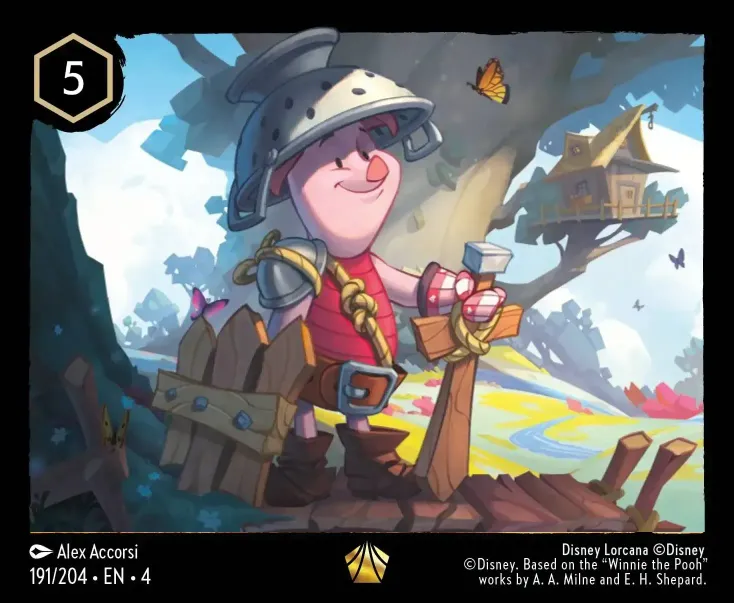 5
Alex Accorsi
191/204 • EN • 4
Disney Lorcana ©Disney
©Disney. Based on the “Winnie the Pooh”
works by A. A. Milne and E. H. Shepard.